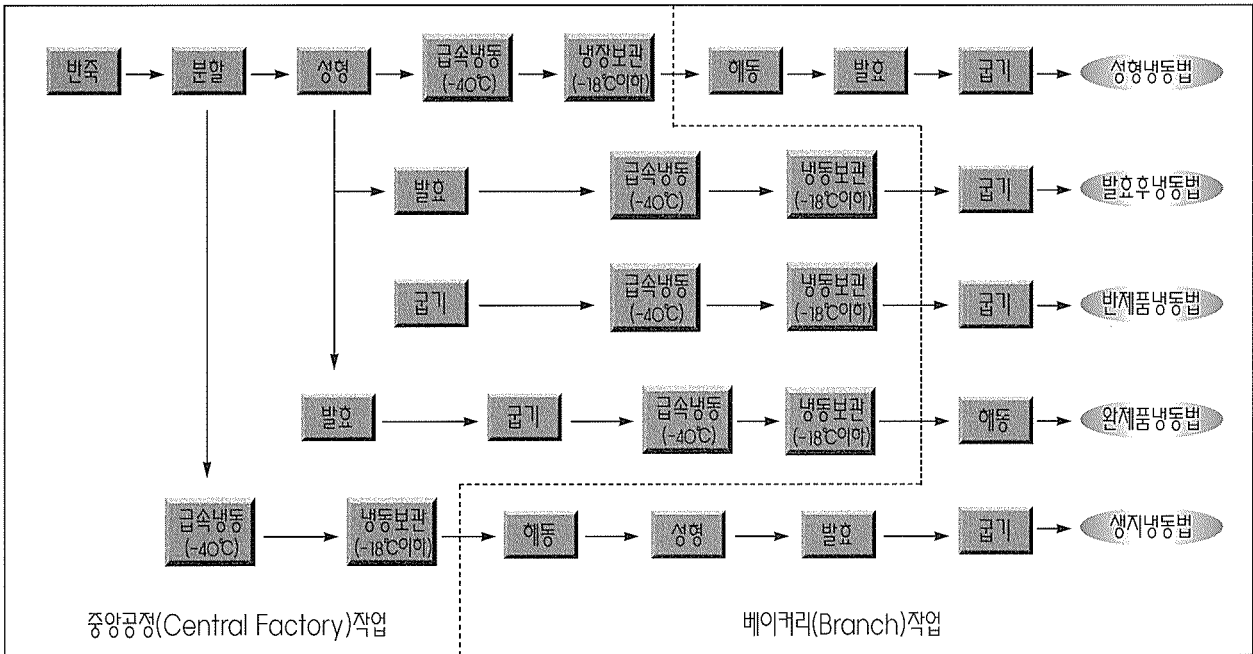 반죽
분할
성형
급속냉동
(-40℃)
냉장보관
(-18℃이하)
해동
발효
굽기
성형냉동법
발효
급속냉동
(-40℃)
냉동보관
(-18℃이하)
굽기
발효후냉동법
굽기
급속냉동
(-40℃)
냉동보관
(-18℃이하)
굽기
반제품냉동법
발효
굽기
급속냉동
(-40℃)
냉동보관
(-18℃이하)
해동
완제품냉동법
급속냉동
(-40℃)
냉동보관
(-18℃이하)
해동
성형
발효
굽기
생지냉동법
중앙공정(Central Factory)작업
베이커리(Branch)작업